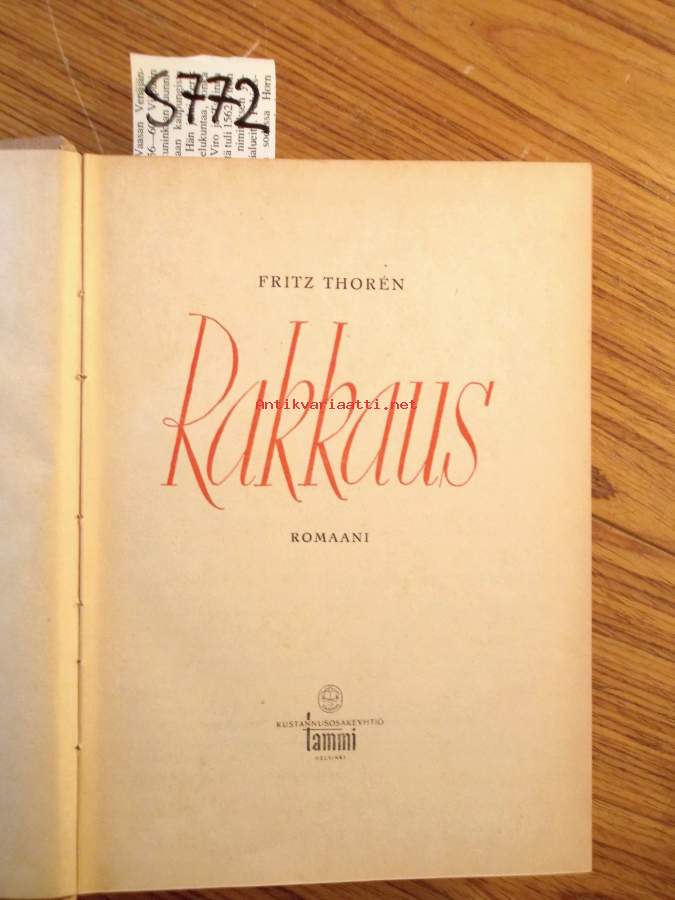 S772
FRITZ THORÉN
Rakkaus
Antikvariaatti.net
ROMAANI
KUSTANNUSOSAKEYHTIÖ
tammi
HELSINKI